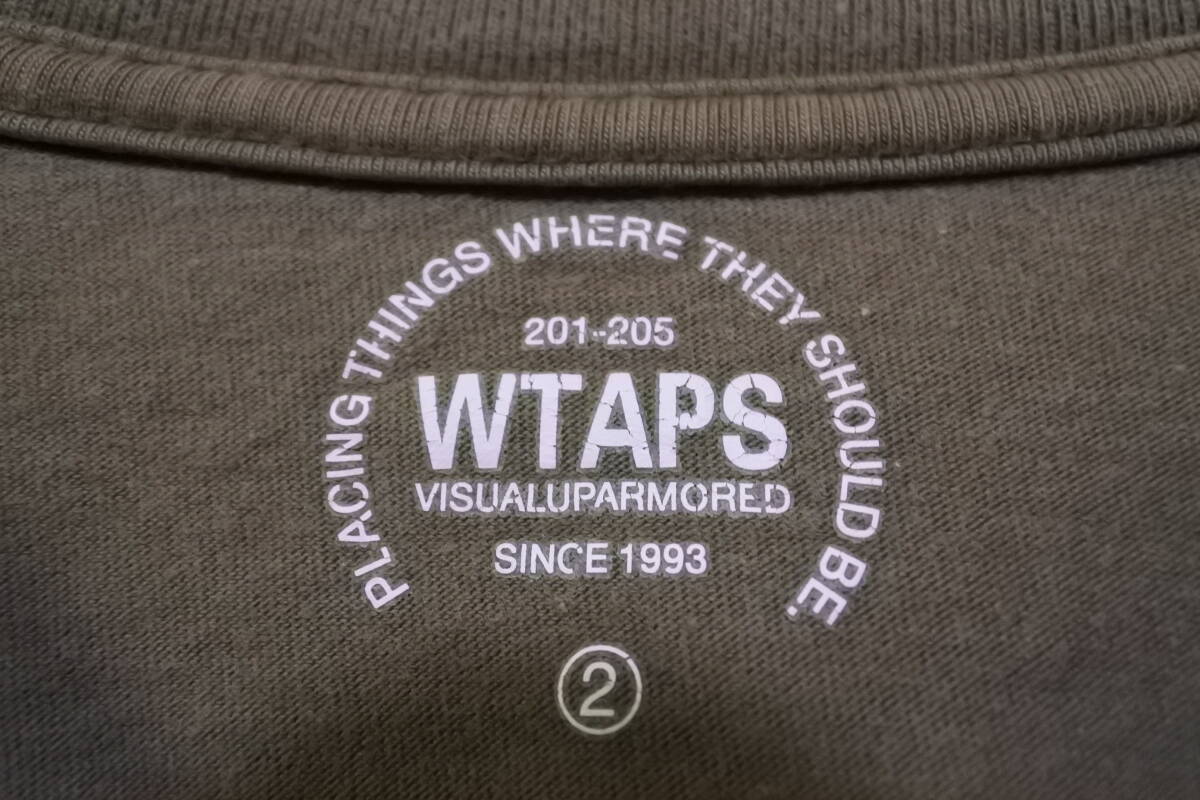 PLACING THINGS WHERE THEY SHOULD BE.
201-205
WTAPS
VISUALUPARMORED
SINCE 1993
2